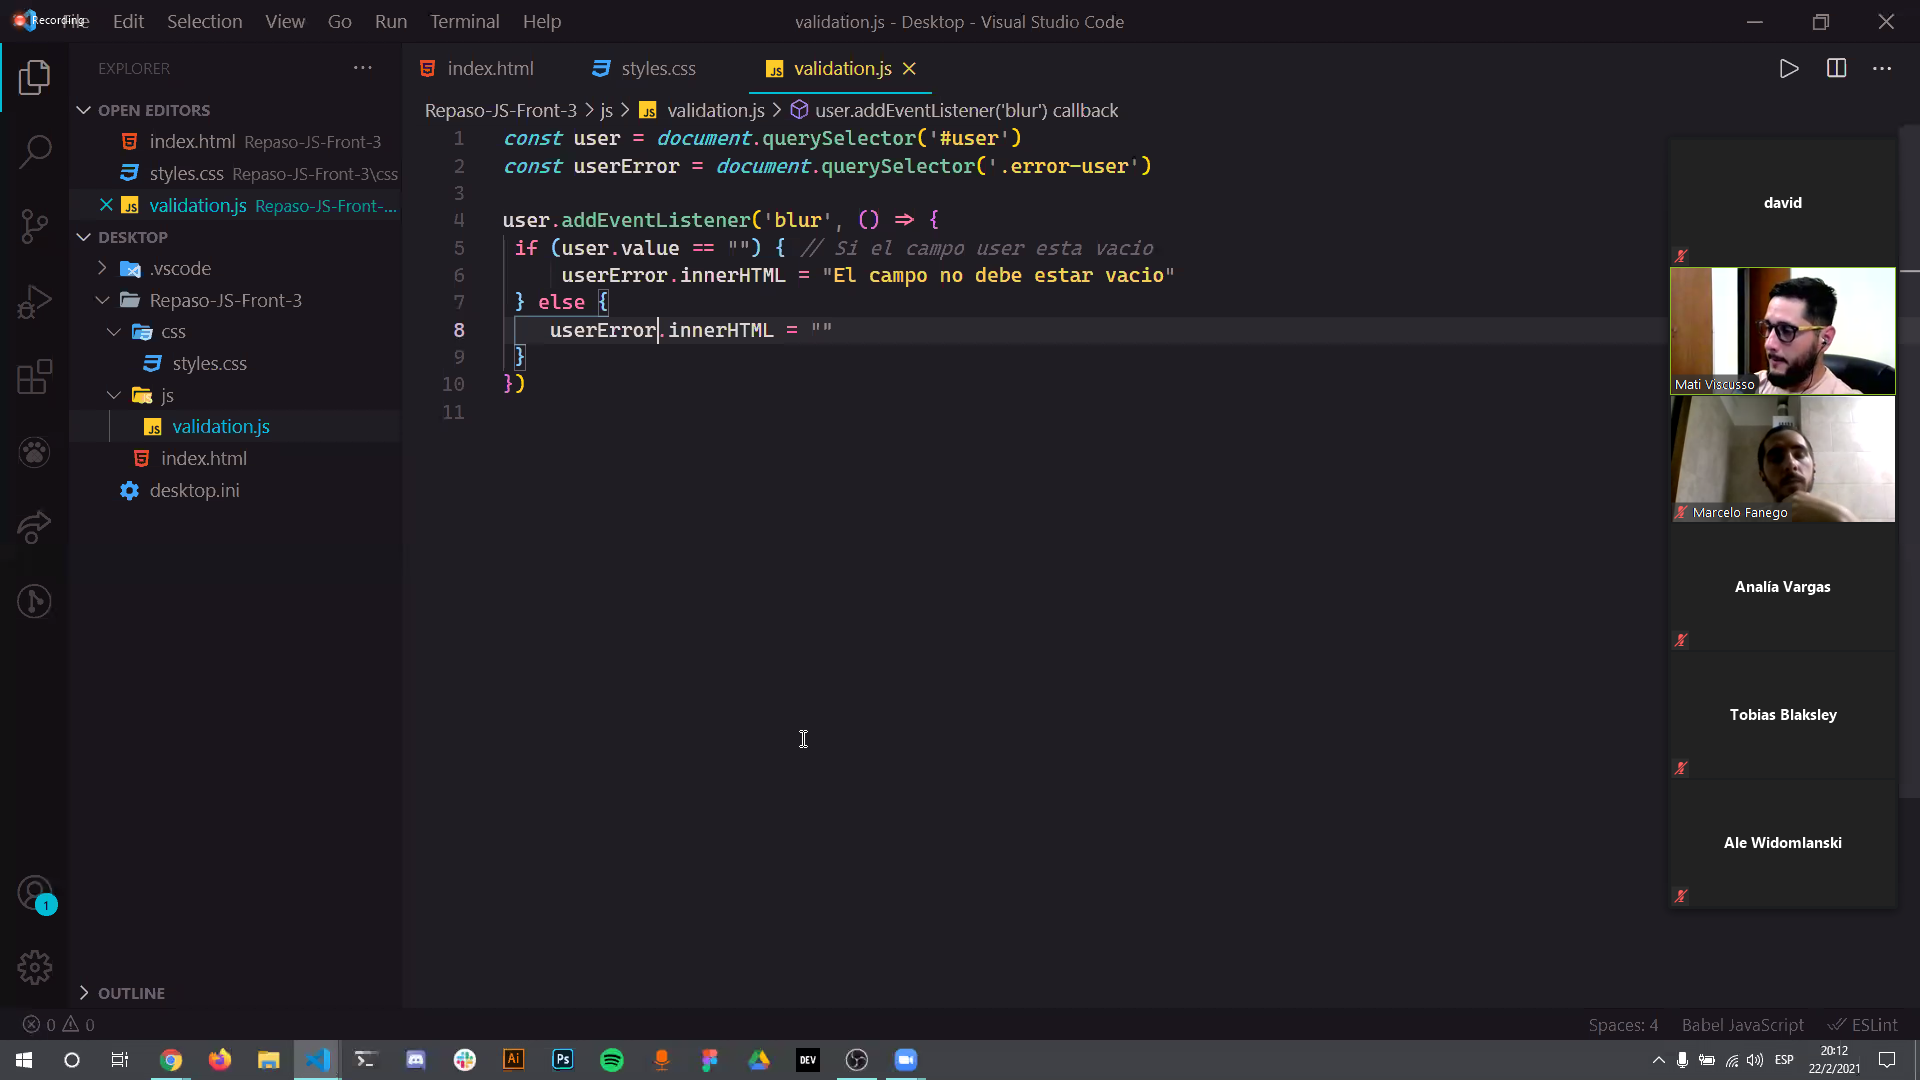 Recording
File Edit Selection View Go Run Terminal Help
validation.js - Desktop - Visual Studio Code
EXPLORER
index.html
styles.css
validation.js
OPEN EDITORS
index.html Repaso-JS-Front-3
styles.css Repaso-JS-Front-3\css
validation.js Repaso-JS-Front-...
DESKTOP
.vscode
Repaso-JS-Front-3
css
styles.css
js
validation.js
index.html
desktop.ini
OUTLINE
Repaso-JS-Front-3 > js > JS validation.js > user.addEventListener('blur') callback
1 const user = document.querySelector('#user')
2 const userError = document.querySelector('.error-user')
3
4 user.addEventListener('blur', () => {
5 if (user.value == "") { // Si el campo user esta vacio
6 userError.innerHTML = "El campo no debe estar vacio"
7 } else {
8 userError.innerHTML = ""
9 }
10 })
11
david
Mati Viscusso
Marcelo Fanego
Analía Vargas
Tobias Blaksley
Ale Widomlanski
1
0 0
Spaces: 4 Babel JavaScript ESLint
Ai
Ps
DEV
ESP
20:12
22/2/2021